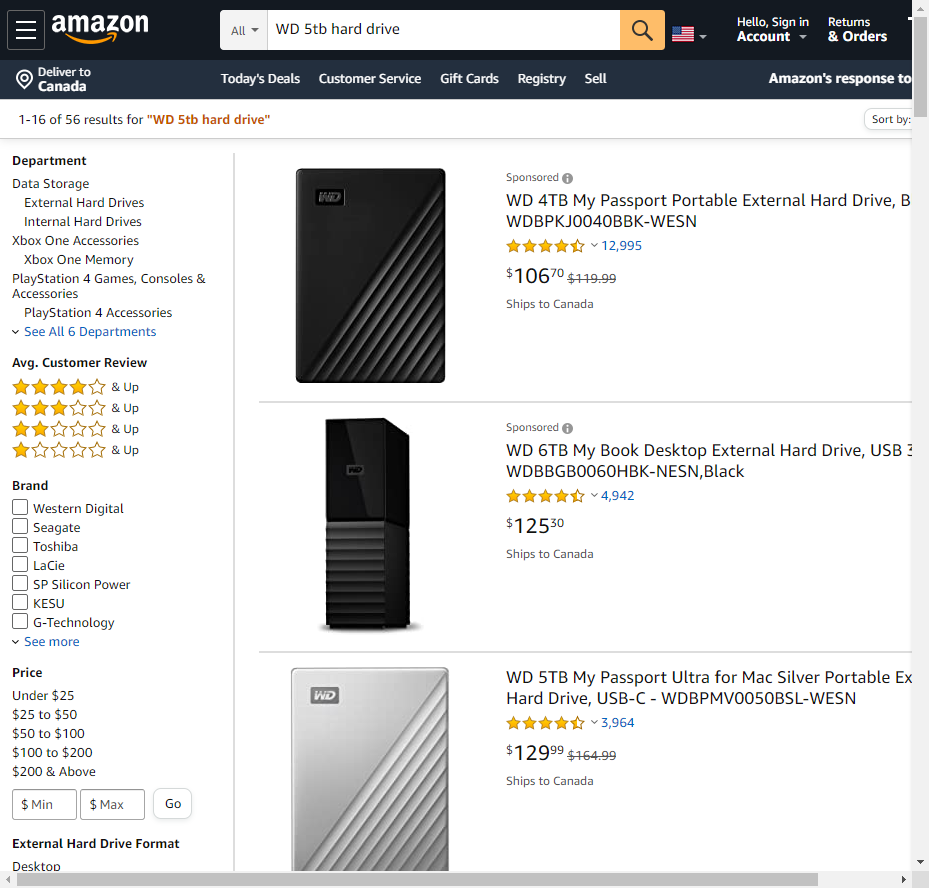 amazon
All
WD 5tb hard drive
Hello, Sign in
Account
Returns
& Orders
Deliver to
Canada
Today's Deals
Customer Service
Gift Cards
Registry
Sell
Amazon's response to
1-16 of 56 results for "WD 5tb hard drive"
Sort by:
Department
Data Storage
External Hard Drives
Internal Hard Drives
Xbox One Accessories
Xbox One Memory
PlayStation 4 Games, Consoles &
Accessories
PlayStation 4 Accessories
See All 6 Departments
Avg. Customer Review
& Up
& Up
& Up
& Up
Brand
Western Digital
Seagate
Toshiba
LaCie
SP Silicon Power
KESU
G-Technology
See more
Price
Under $25
$25 to $50
$50 to $100
$100 to $200
$200 & Above
$ Min
$ Max
Go
External Hard Drive Format
Desktop
WD
Sponsored
WD 4TB My Passport Portable External Hard Drive, B
WDBPKJ0040BBK-WESN
12,995
$106.70 $119.99
Ships to Canada
WD
Sponsored
WD 6TB My Book Desktop External Hard Drive, USB 3
WDBBGB0060HBK-NESN,Black
4,942
$125.30
Ships to Canada
WD
WD 5TB My Passport Ultra for Mac Silver Portable Ex
Hard Drive, USB-C - WDBPMV0050BSL-WESN
3,964
$129.99 $164.99
Ships to Canada